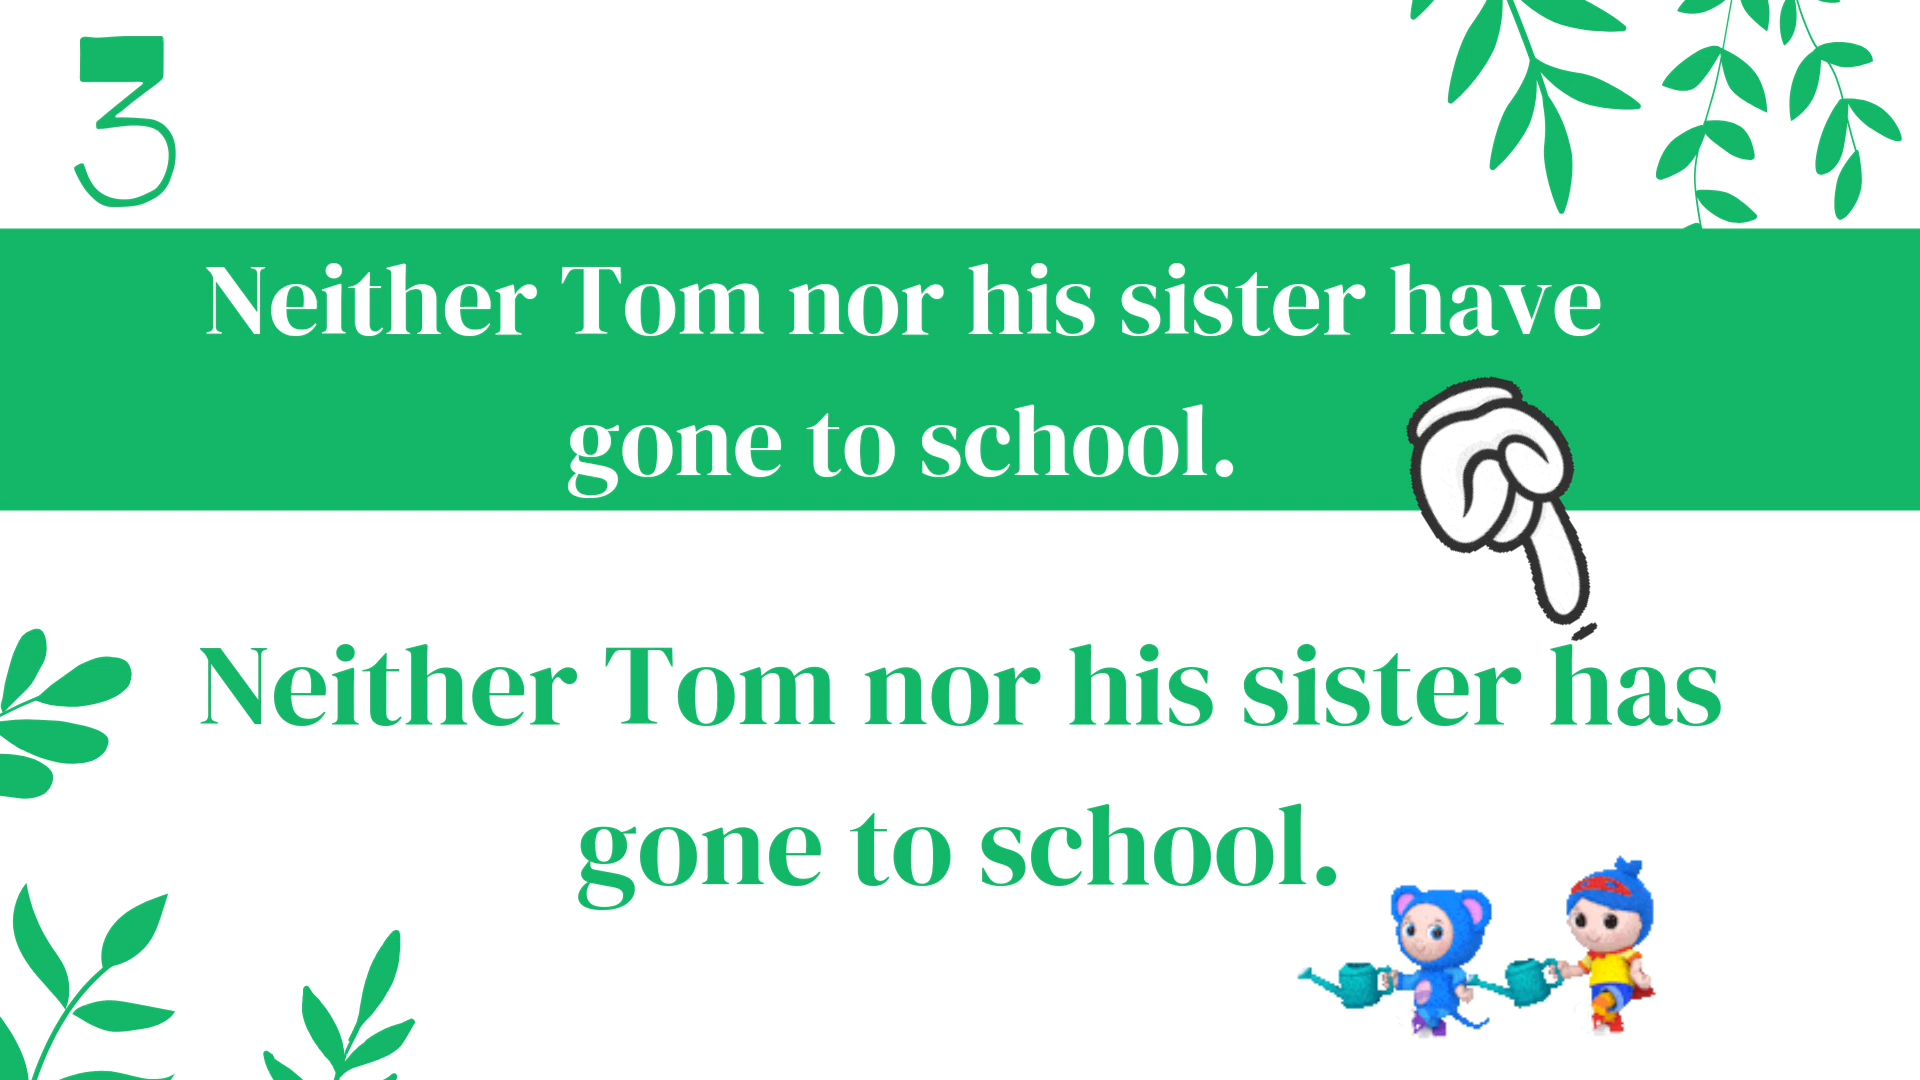 3
Neither Tom nor his sister have
gone to school.
Neither Tom nor his sister has
gone to school.